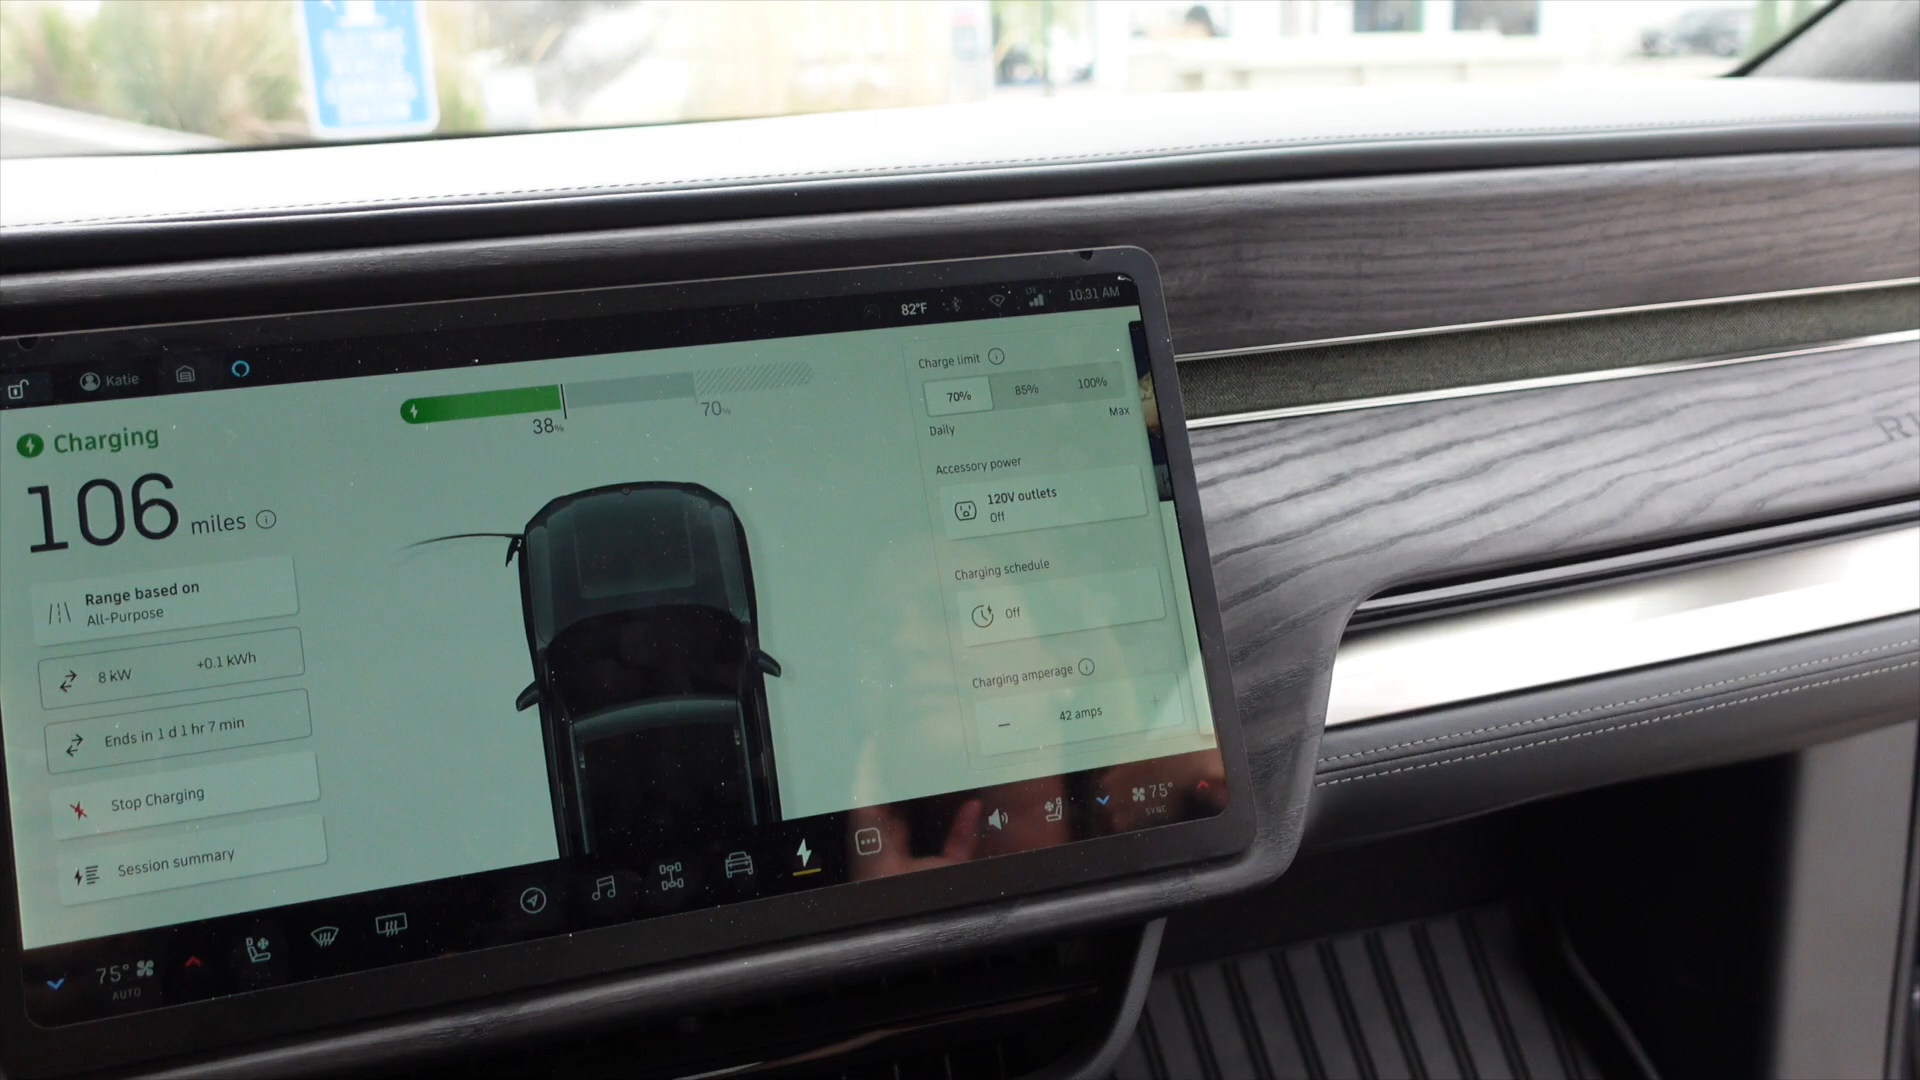 82°F
LTE
10:31 AM
Katie
Charging
106 miles
Range based on
All-Purpose
8 kW +0.1 kWh
Ends in 1 d 1 hr 7 min
Stop Charging
Session summary
38%
70%
Charge limit
70% 85% 100%
Daily
Max
Accessory power
120V outlets
Off
Charging schedule
Off
Charging amperage
42 amps
75°
AUTO
75°
SYNC